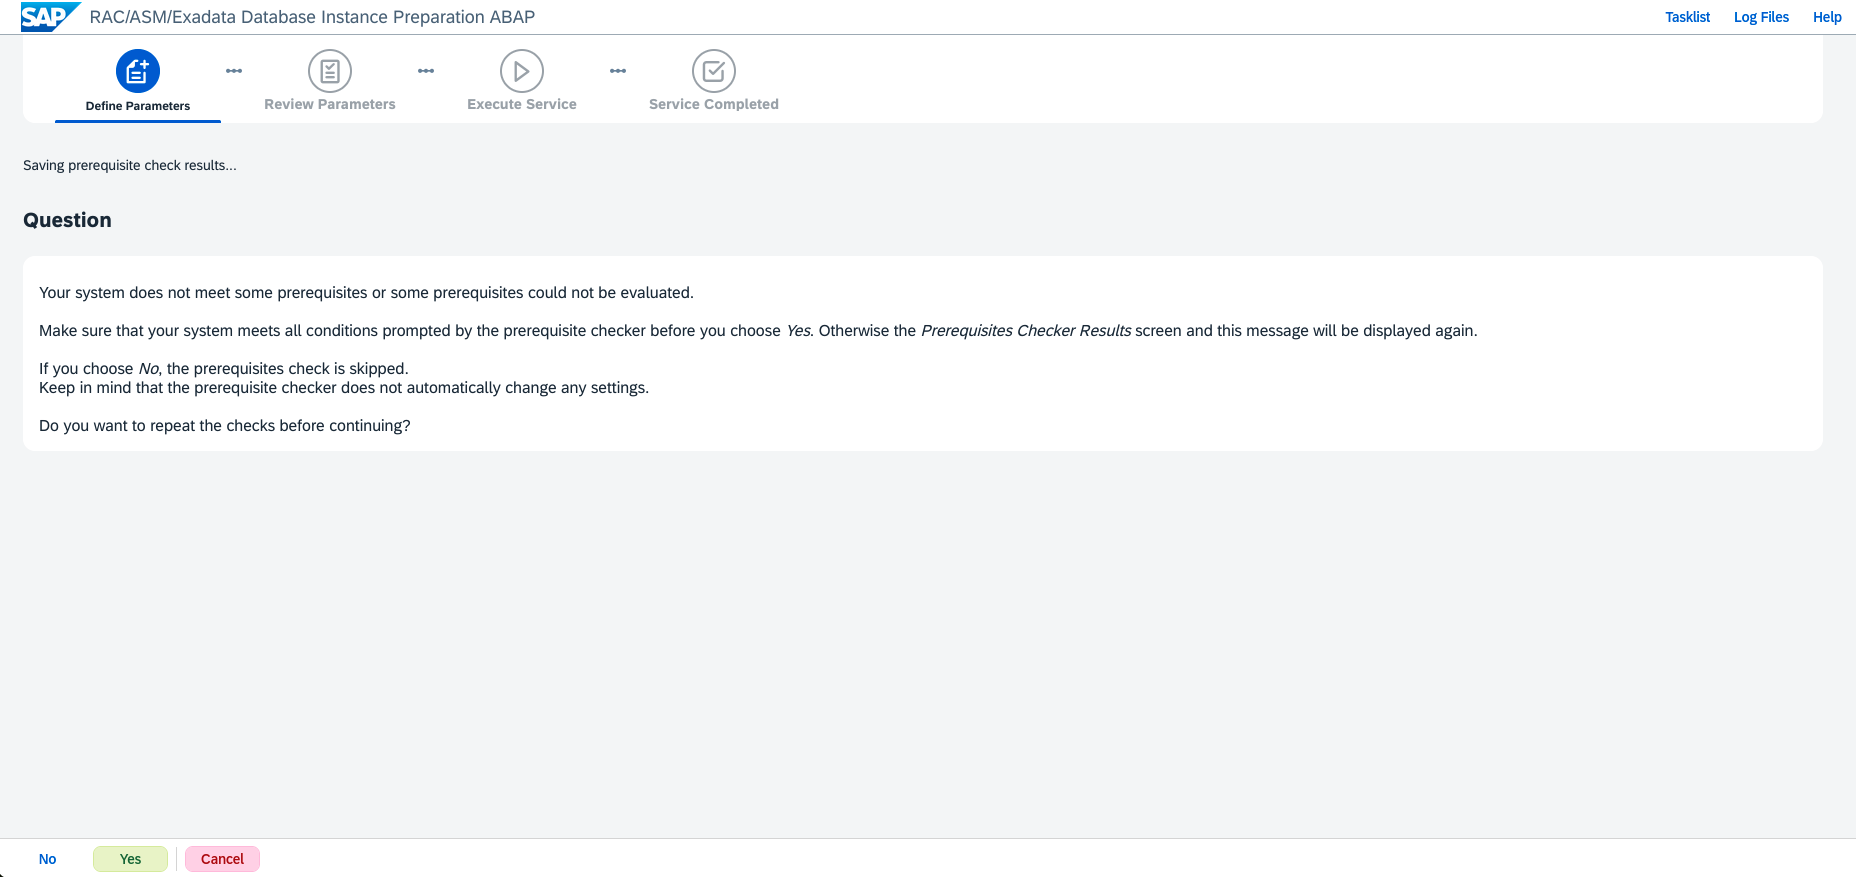 SAP RAC/ASM/Exadata Database Instance Preparation ABAP
Tasklist Log Files Help
Define Parameters
Review Parameters
Execute Service
Service Completed
Saving prerequisite check results...
Question
Your system does not meet some prerequisites or some prerequisites could not be evaluated.
Make sure that your system meets all conditions prompted by the prerequisite checker before you choose Yes. Otherwise the Prerequisites Checker Results screen and this message will be displayed again.
If you choose No, the prerequisites check is skipped.
Keep in mind that the prerequisite checker does not automatically change any settings.
Do you want to repeat the checks before continuing?
No Yes Cancel